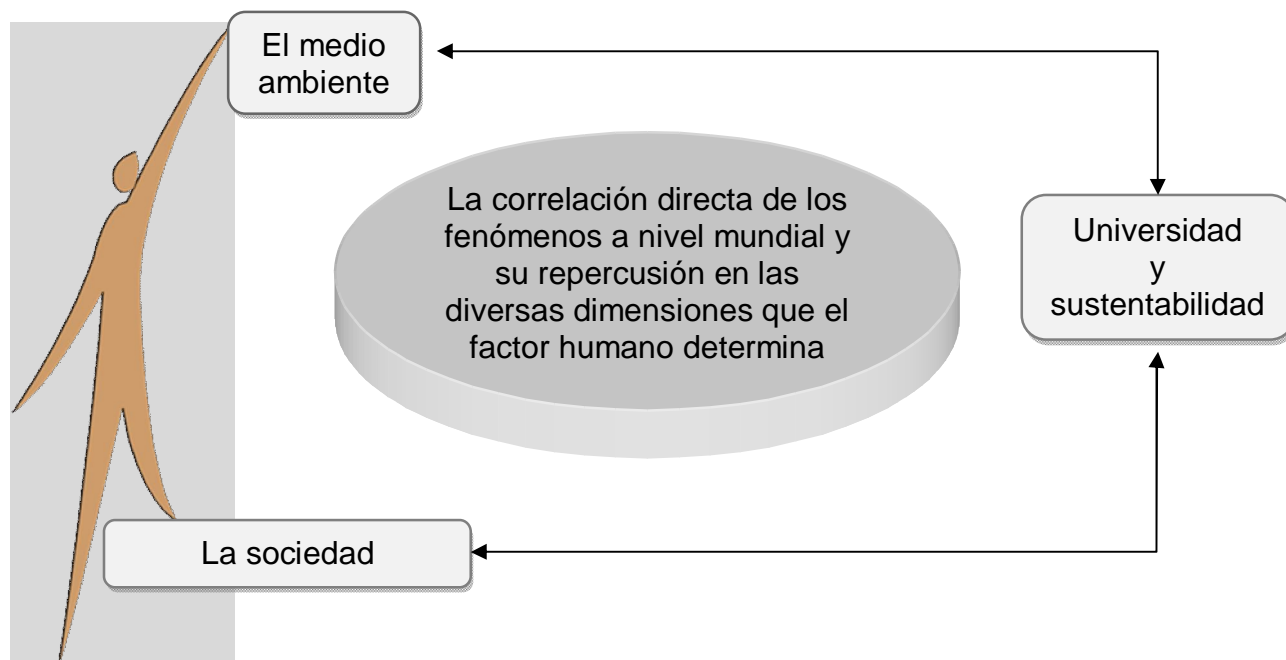 El medio
ambiente
La correlación directa de los
fenómenos a nivel mundial y
su repercusión en las
diversas dimensiones que el
factor humano determina
Universidad
y
sustentabilidad
La sociedad